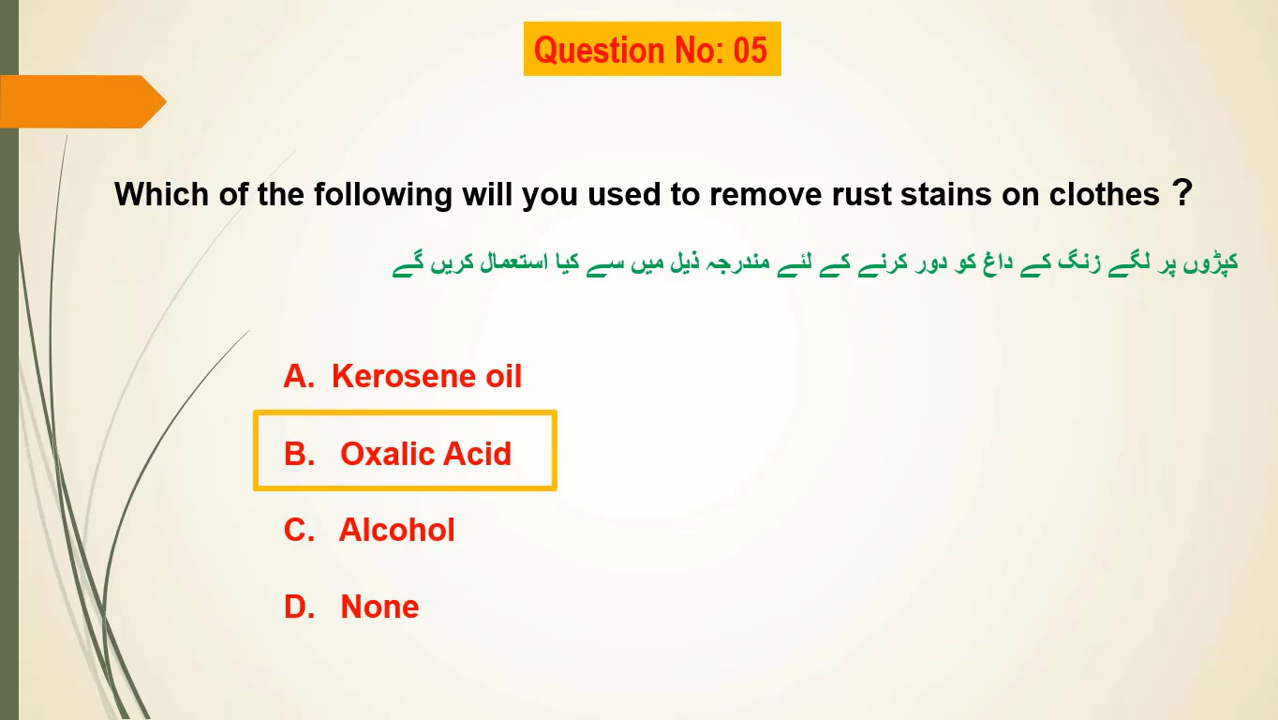 Question No: 05
Which of the following will you used to remove rust stains on clothes ?
کپڑوں پر لگے زنگ کے داغ کو دور کرنے کے لئے مندرجہ ذیل میں سے کیا استعمال کریں گے
A. Kerosene oil
B. Oxalic Acid
C. Alcohol
D. None